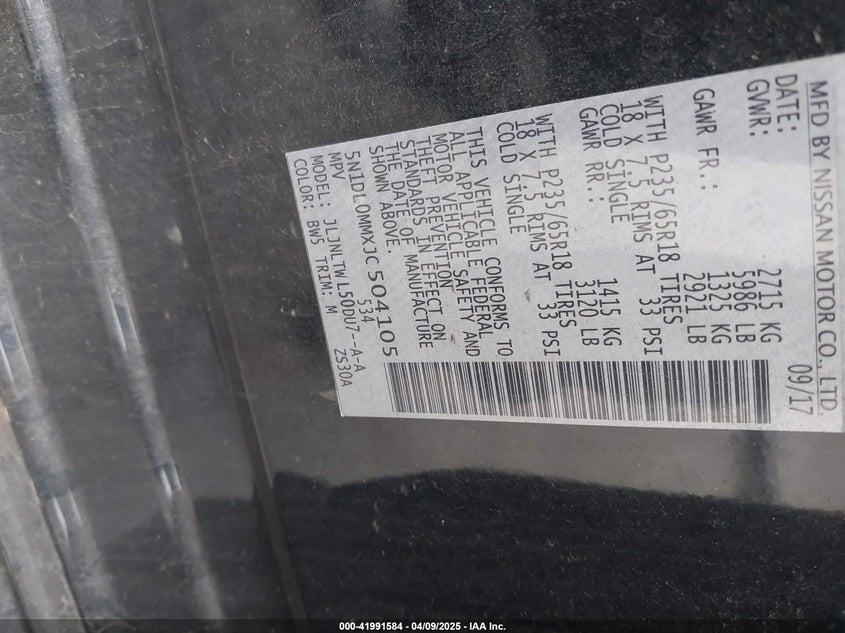 MFD BY NISSAN MOTOR CO., LTD.
DATE: 09/17
GVWR: 2715 KG
5986 LB
GAWR FR.: 1325 KG
2921 LB
WITH P235/65R18 TIRES
18 X 7.5 RIMS AT 33 PSI
COLD SINGLE
GAWR RR.: 1415 KG
3120 LB
WITH P235/65R18 TIRES
18 X 7.5 RIMS AT 33 PSI
COLD SINGLE
THIS VEHICLE CONFORMS TO
ALL APPLICABLE FEDERAL
MOTOR VEHICLE SAFETY AND
THEFT PREVENTION
STANDARDS IN EFFECT ON
THE DATE OF MANUFACTURE
SHOWN ABOVE.
5N1DL0MMXJC504105
MPV 534
MODEL: JLJNLTWL50DU7--A-A
COLOR: BW5 TRIM: M ZS30A
000-41991584 | 04/09/2025 - IAA Inc.